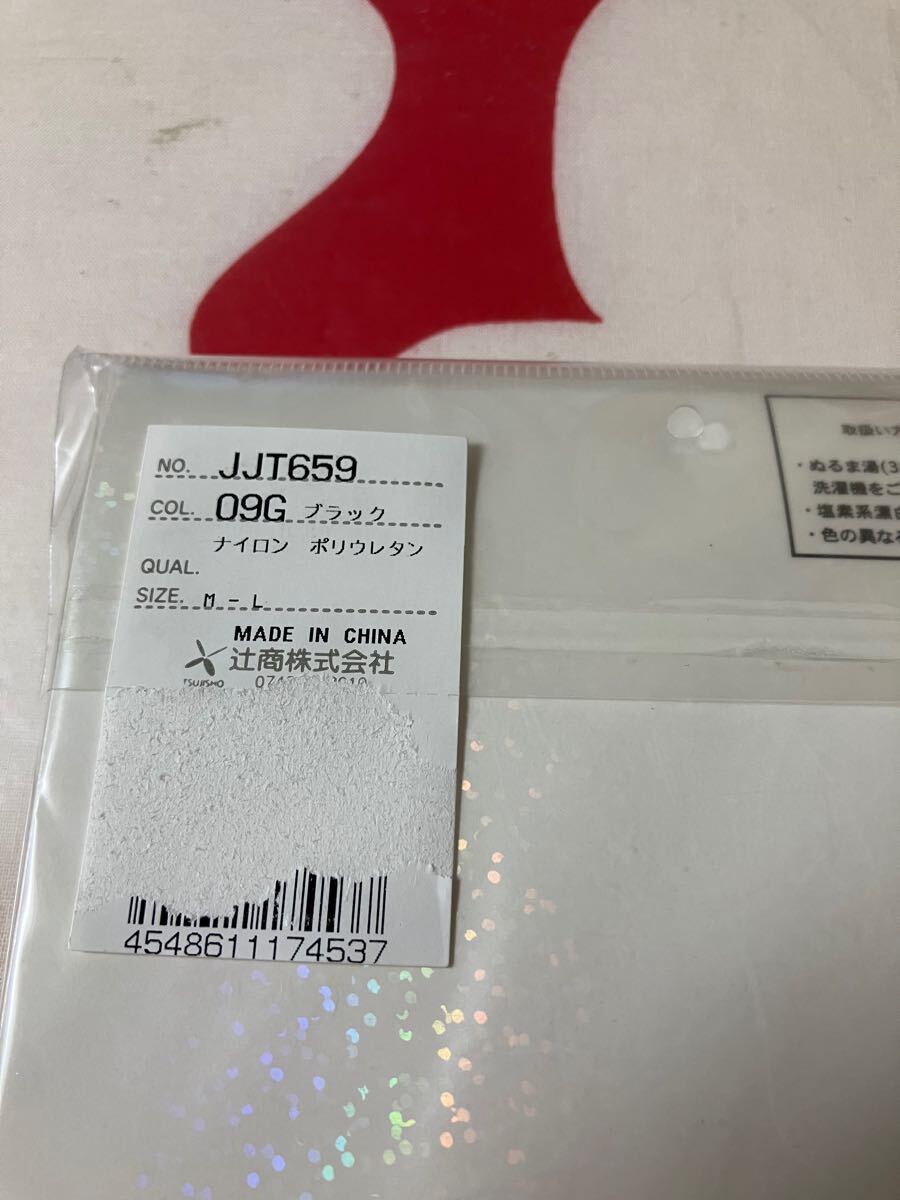 NO. JJT659
COL. 09G ブラック
ナイロン ポリウレタン
QUAL.
SIZE. M - L
MADE IN CHINA
辻商株式会社
TSUJISHO
4548611174537
取扱い
・ぬるま湯(3
洗濯機をご
・塩素系漂白
・色の異な